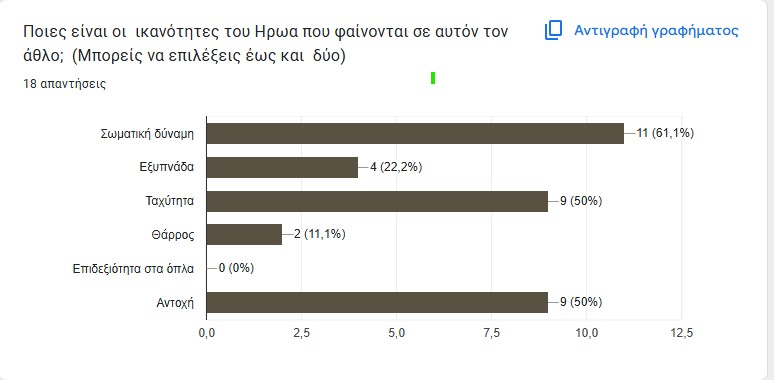 Ποιες είναι οι  ικανότητες του Ηρωα που φαίνονται σε αυτόν τον
άθλο;  (Μπορείς να επιλέξεις έως και  δύο)
Αντιγραφή γραφήματος
18 απαντήσεις
Σωματική δύναμη 11 (61,1%)
Εξυπνάδα 4 (22,2%)
Ταχύτητα 9 (50%)
Θάρρος 2 (11,1%)
Επιδεξιότητα στα όπλα 0 (0%)
Αντοχή 9 (50%)
0,0 2,5 5,0 7,5 10,0 12,5